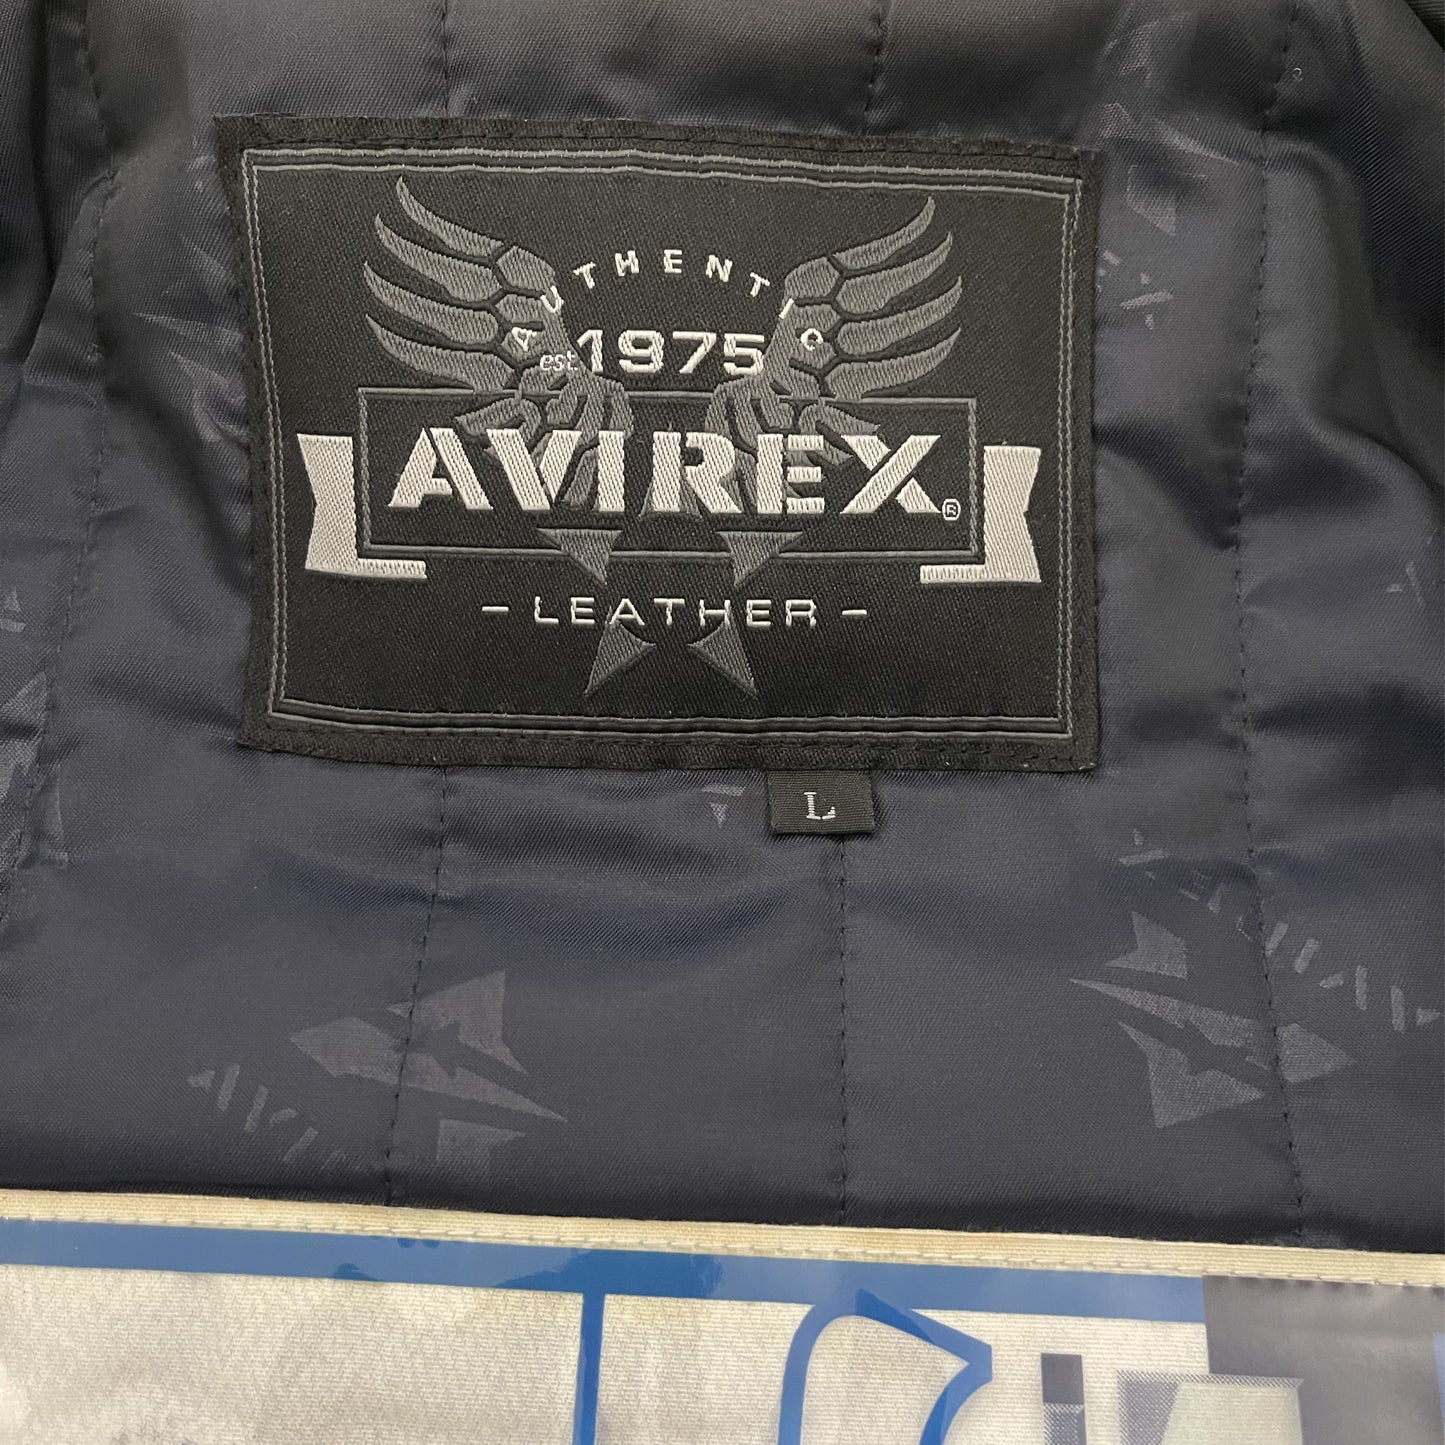 AUTHENTIC
est. 1975
AVIREX®
- LEATHER -
L